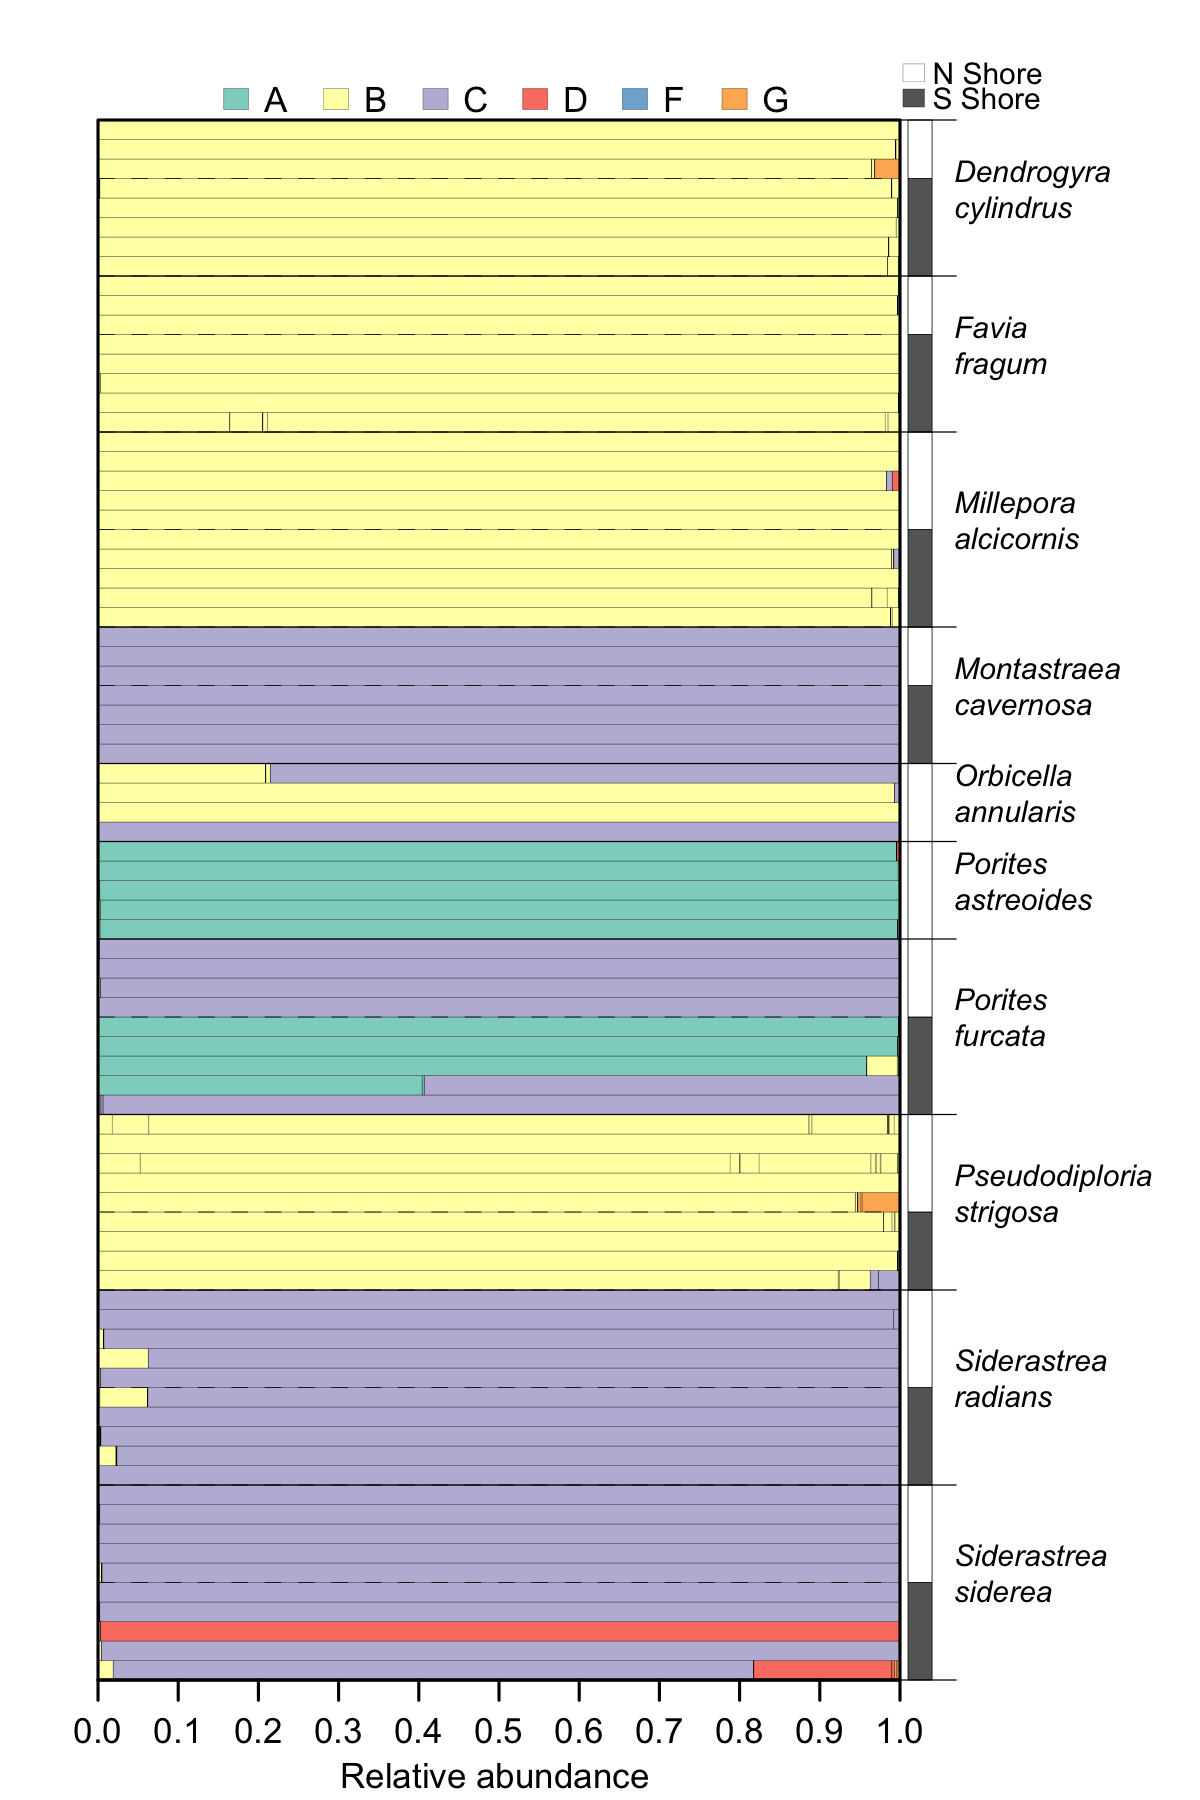 N Shore
A B C D F G
S Shore
Dendrogyra
cylindrus
Favia
fragum
Millepora
alcicornis
Montastraea
cavernosa
Orbicella
annularis
Porites
astreoides
Porites
furcata
Pseudodiploria
strigosa
Siderastrea
radians
Siderastrea
siderea
0.0 0.1 0.2 0.3 0.4 0.5 0.6 0.7 0.8 0.9 1.0
Relative abundance